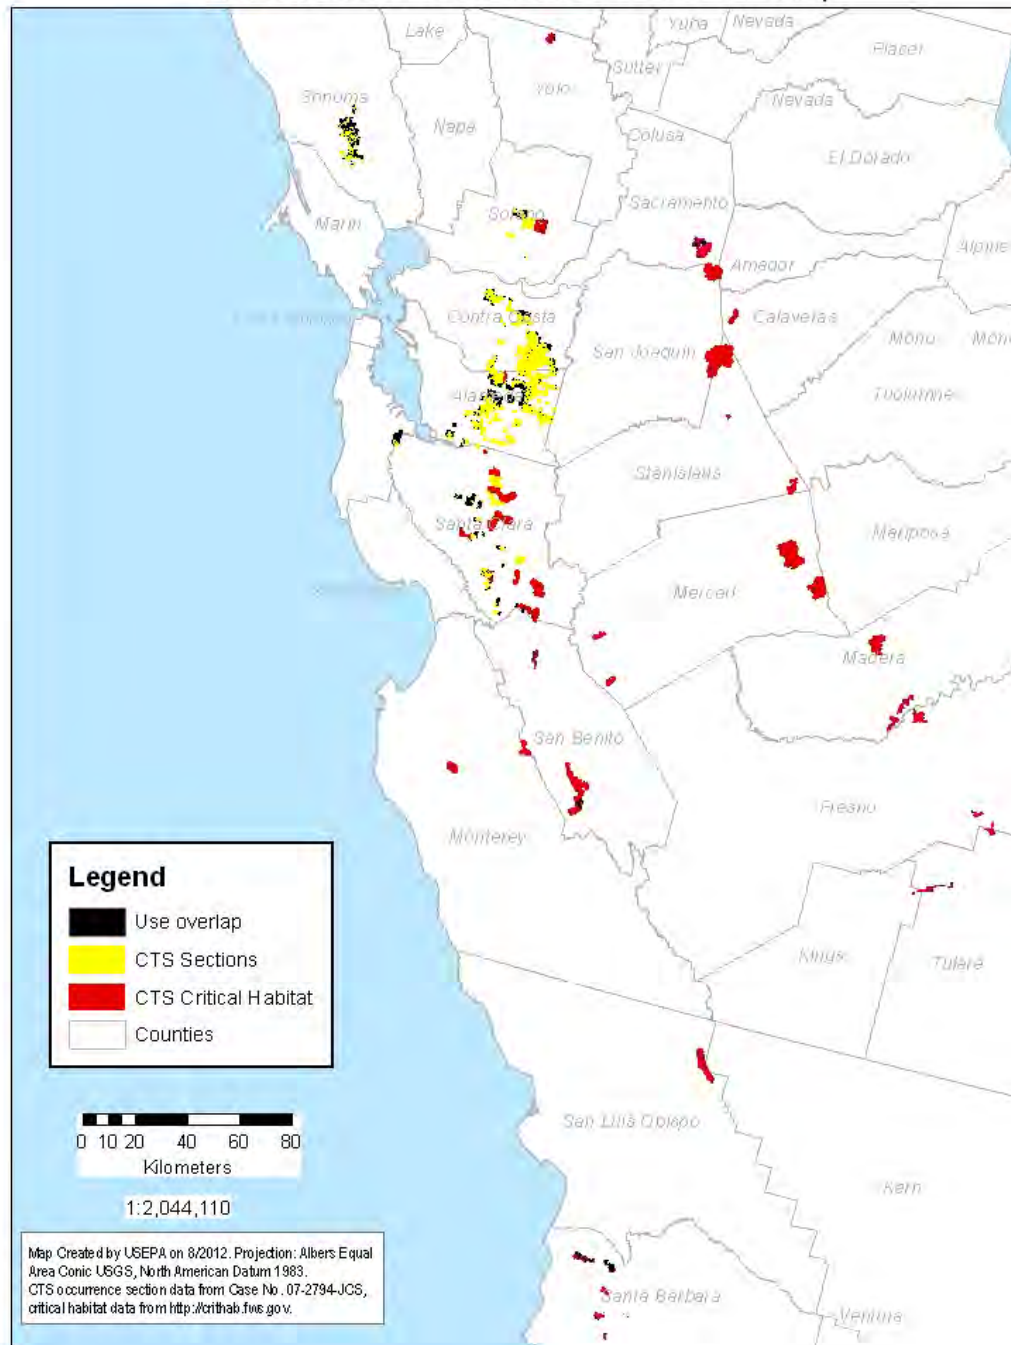 Lake
Yuba
Nevada
Placer
Sutter
Yolo
Sonoma
Napa
Nevada
Colusa
El Dorado
Solano
Sacramento
Marin
Alpine
Amador
Contra Costa
Calaveras
San Joaquin
Mono
Mono
Alameda
Tuolumne
Stanislaus
Santa Clara
Mariposa
Merced
Madera
San Benito
Fresno
Monterey
Legend
Use overlap
CTS Sections
CTS Critical Habitat
Counties
Kings
Tulare
0 10 20 40 60 80
Kilometers
1:2,044,110
San Luis Obispo
Kern
Map Created by USEPA on 8/2012. Projection: Albers Equal
Area Conic USGS, North American Datum 1983.
CTS occurrence section data from Case No. 07-2794-JCS,
critical habitat data from http://crithab.fws.gov.
Santa Barbara
Ventura